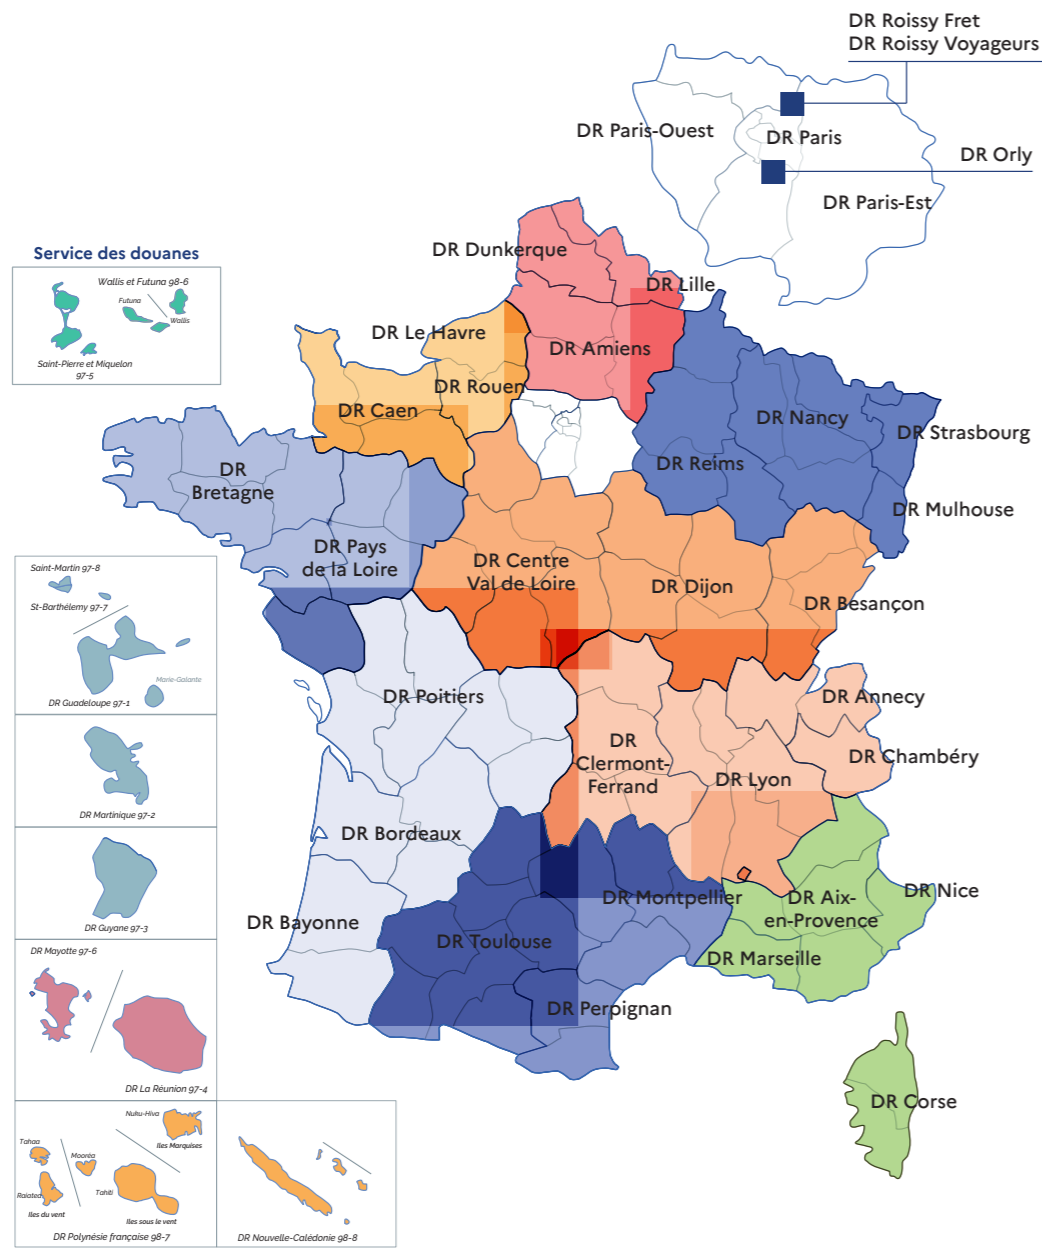 DR Roissy Fret
DR Roissy Voyageurs
DR Paris-Ouest
DR Paris
DR Orly
DR Paris-Est
Service des douanes
Wallis et Futuna 98-6
Futuna
Wallis
Saint-Pierre et Miquelon
97-5
DR Dunkerque
DR Lille
DR Le Havre
DR Amiens
DR Rouen
DR Caen
DR Nancy
DR Strasbourg
DR Reims
DR
Bretagne
DR Mulhouse
DR Pays
de la Loire
DR Centre
Val de Loire
DR Dijon
DR Besançon
Saint-Martin 97-8
St-Barthélemy 97-7
Marie-Galante
DR Guadeloupe 97-1
DR Poitiers
DR Annecy
DR
Clermont-
Ferrand
DR Chambéry
DR Lyon
DR Martinique 97-2
DR Bordeaux
DR Montpellier
DR Aix-
en-Provence
DR Nice
DR Bayonne
DR Guyane 97-3
DR Toulouse
DR Marseille
DR Mayotte 97-6
DR Perpignan
DR La Réunion 97-4
DR Corse
Nuku-Hiva
Iles Marquises
Tahaa
Mooréa
Raiatea
Tahiti
Iles du vent
Iles sous le vent
DR Polynésie française 98-7
DR Nouvelle-Calédonie 98-8